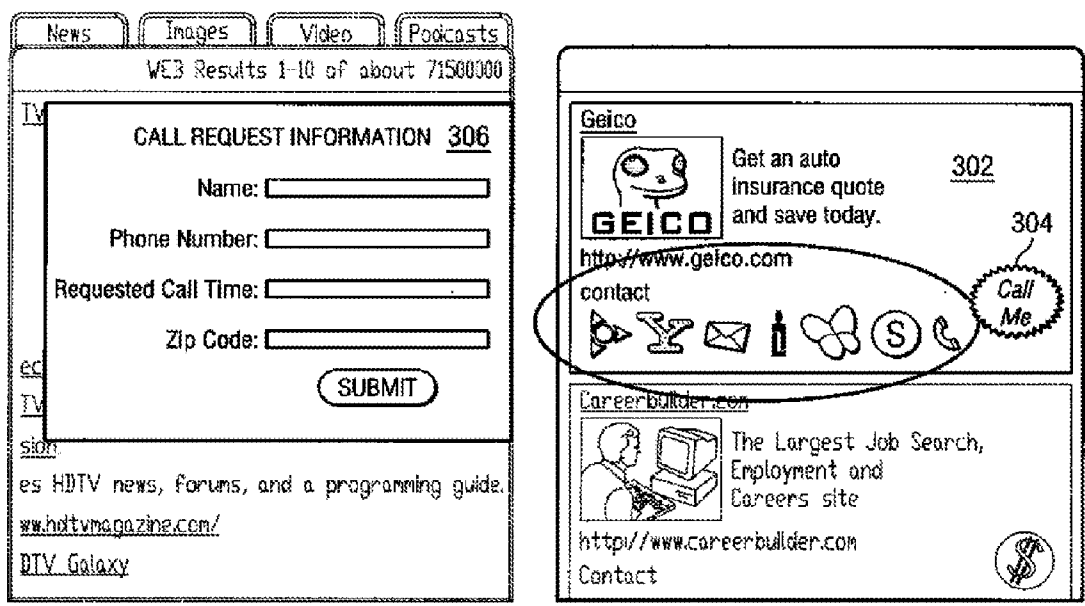 News Images Video Podcasts
WE3 Results 1-10 of about 71500000
TV
CALL REQUEST INFORMATION 306
Name:
Phone Number:
Requested Call Time:
Zip Code:
SUBMIT
ec
TV
sion
es HDTV news, forums, and a programming guide.
ww.hdtvmagazine.com/
DTV Galaxy
Geico
GEICO
Get an auto
insurance quote
and save today.
302
304
http://www.geico.com
contact
Call
Me
Y
S
Careerbuilder.com
The Largest Job Search,
Employment and
Careers site
http://www.careerbuilder.com
Contact
$